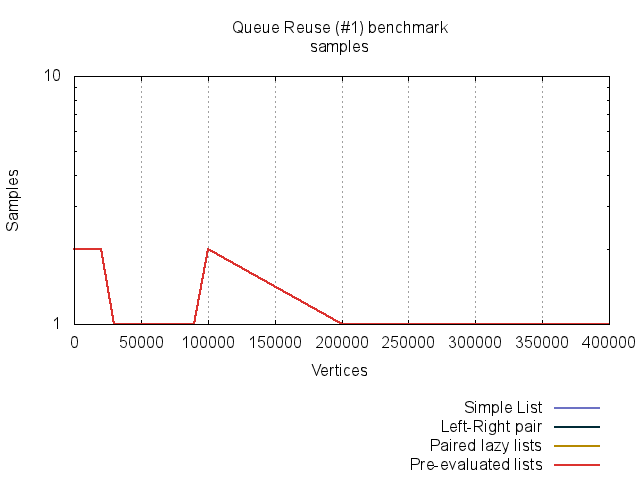 Queue Reuse (#1) benchmark
samples
10
Samples
1
0 50000 100000 150000 200000 250000 300000 350000 400000
Vertices
Simple List
Left-Right pair
Paired lazy lists
Pre-evaluated lists